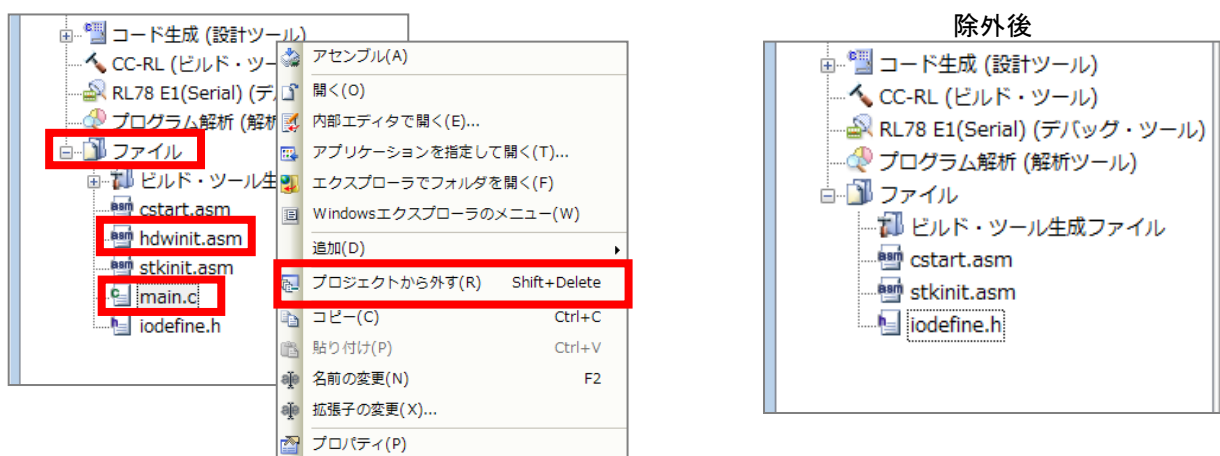 コード生成 (設計ツール)
CC-RL (ビルド・ツー
RL78 E1(Serial) (デ
プログラム解析 (解析
ファイル
ビルド・ツール生
cstart.asm
hdwinit.asm
stkinit.asm
main.c
iodefine.h
アセンブル(A)
開く(O)
内部エディタで開く(E)...
アプリケーションを指定して開く(T)...
エクスプローラでフォルダを開く(F)
Windowsエクスプローラのメニュー(W)
追加(D)
プロジェクトから外す(R) Shift+Delete
コピー(C) Ctrl+C
貼り付け(P) Ctrl+V
名前の変更(N) F2
拡張子の変更(X)...
プロパティ(P)
除外後
コード生成 (設計ツール)
CC-RL (ビルド・ツール)
RL78 E1(Serial) (デバッグ・ツール)
プログラム解析 (解析ツール)
ファイル
ビルド・ツール生成ファイル
cstart.asm
stkinit.asm
iodefine.h